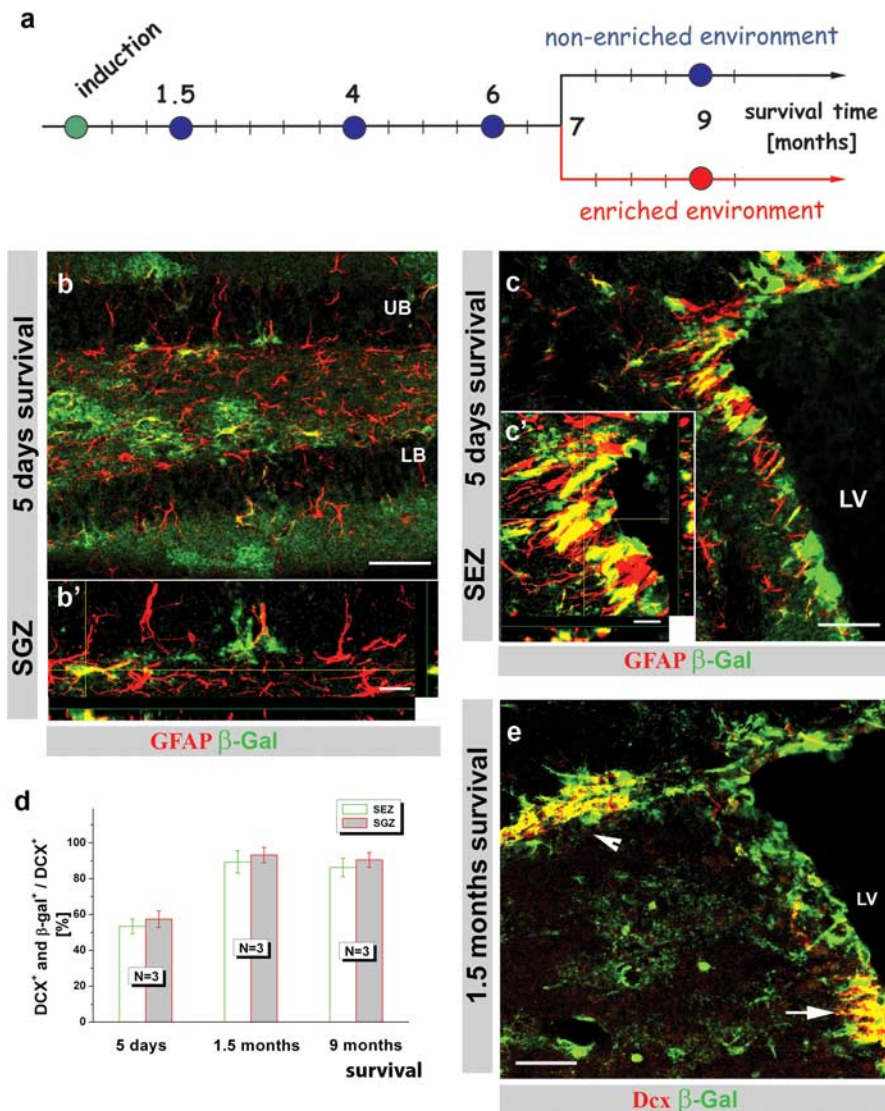 a
induction
1.5
4
6
7
9
non-enriched environment
survival time
[months]
enriched environment
5 days survival
SGZ
b
UB
LB
b'
GFAP β-Gal
5 days survival
SEZ
c
c'
LV
GFAP β-Gal
d
DCX⁺ and β-gal⁺ / DCX⁺
[%]
100
80
60
40
20
0
SEZ
SGZ
N=3
N=3
N=3
5 days
1.5 months
9 months
survival
1.5 months survival
e
LV
Dcx β-Gal